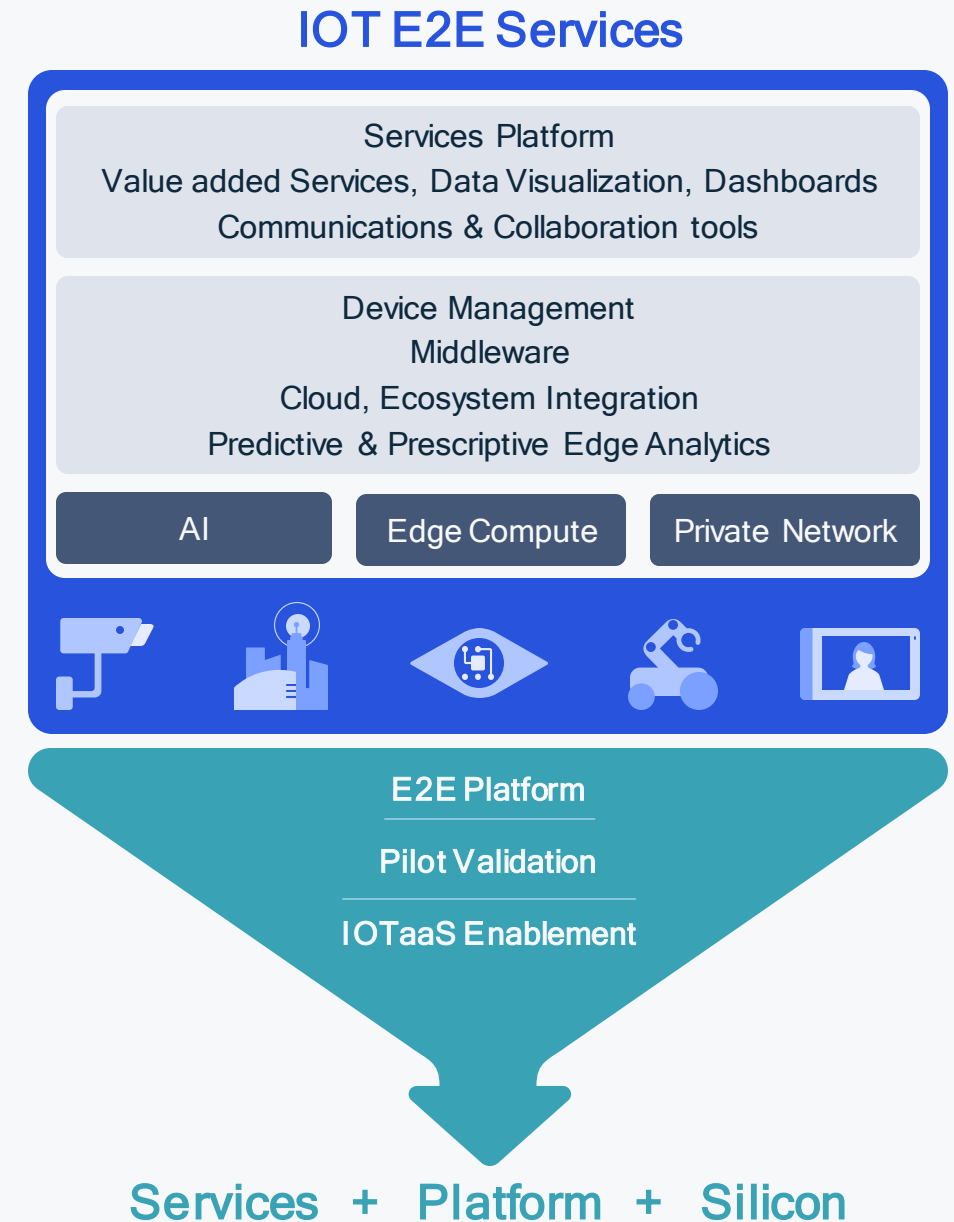 IOT E2E Services
Services Platform
Value added Services, Data Visualization, Dashboards
Communications & Collaboration tools
Device Management
Middleware
Cloud, Ecosystem Integration
Predictive & Prescriptive Edge Analytics
AI
Edge Compute
Private Network
E2E Platform
Pilot Validation
IOTaaS Enablement
Services + Platform + Silicon